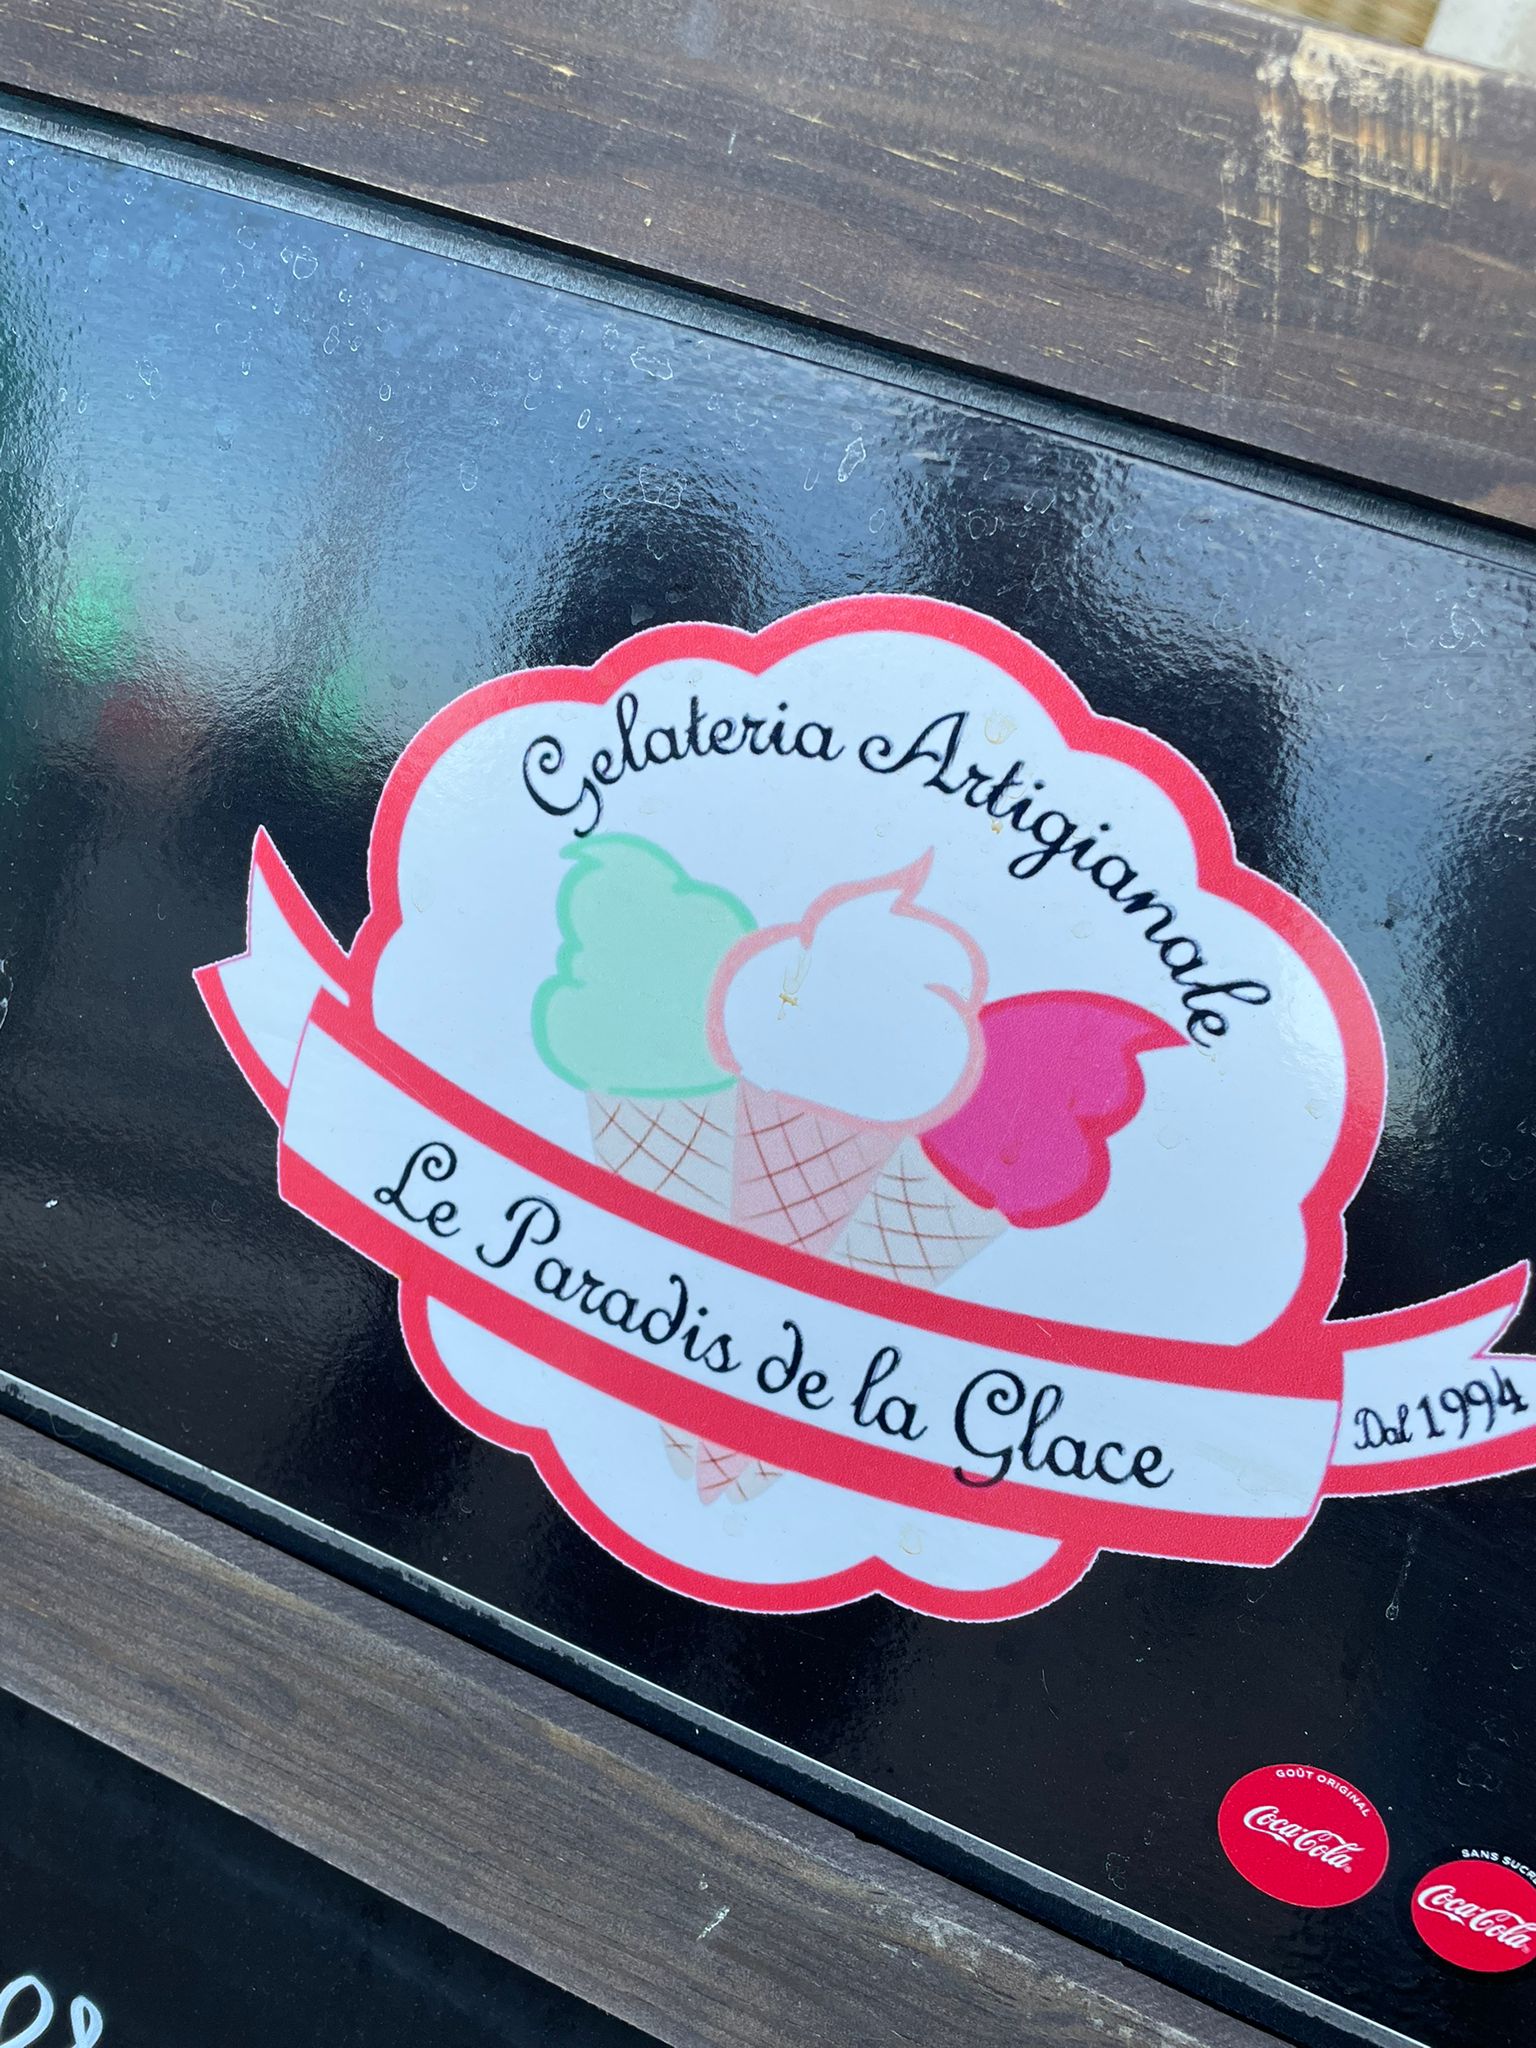 Gelateria Artigianale
Le Paradis de la Glace
Dal 1994
GOÛT ORIGINAL
Coca-Cola
SANS SUCRE
Coca-Cola